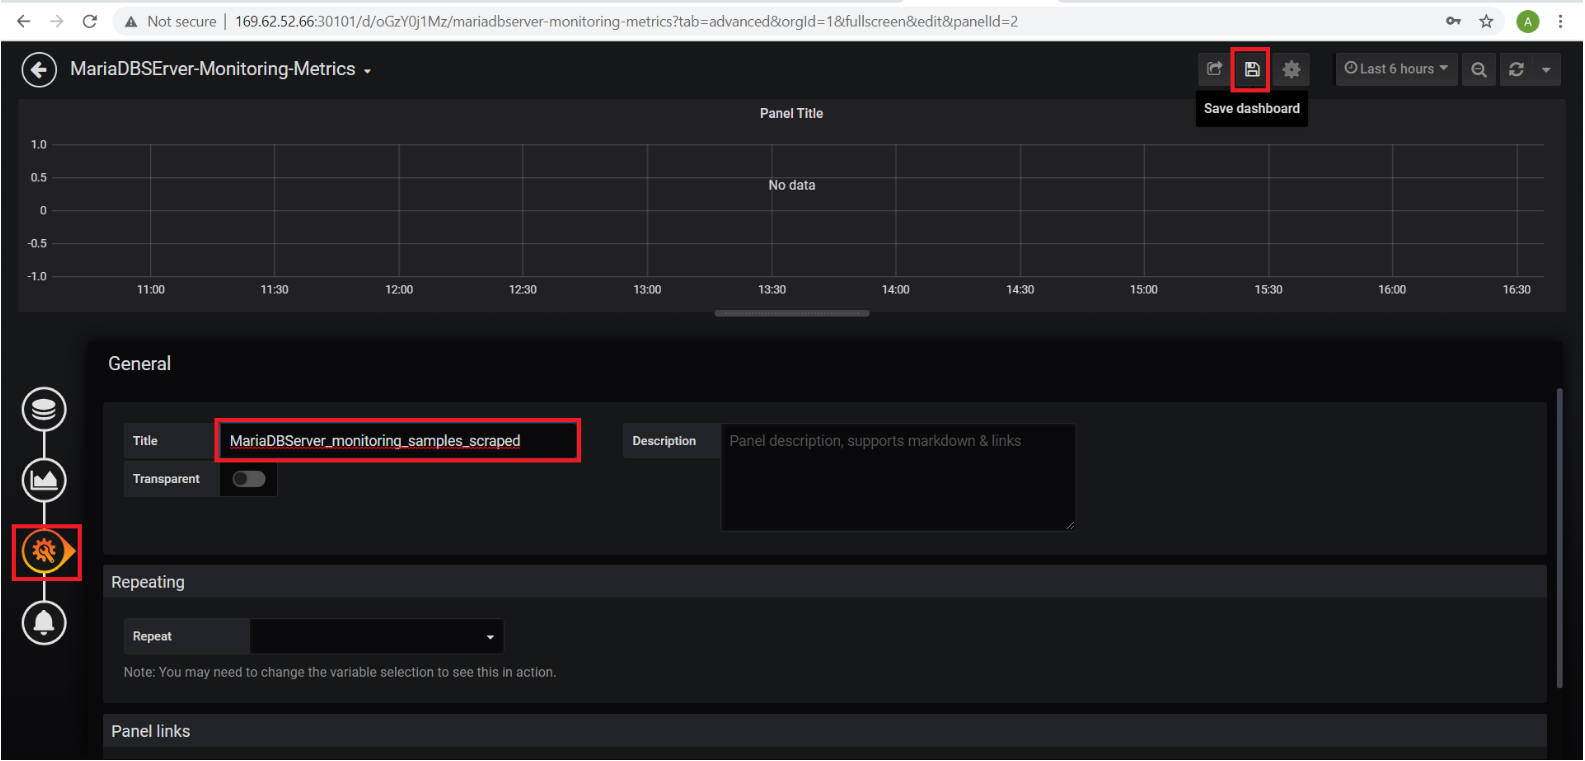 Not secure | 169.62.52.66:30101/d/oGzY0j1Mz/mariadbserver-monitoring-metrics?tab=advanced&orgId=1&fullscreen&edit&panelId=2
A
MariaDBSErver-Monitoring-Metrics
Last 6 hours
Save dashboard
Panel Title
1.0
0.5
No data
0
-0.5
-1.0
11:00 11:30 12:00 12:30 13:00 13:30 14:00 14:30 15:00 15:30 16:00 16:30
General
Title MariaDBServer_monitoring_samples_scraped Description Panel description, supports markdown & links
Transparent
Repeating
Repeat
Note: You may need to change the variable selection to see this in action.
Panel links